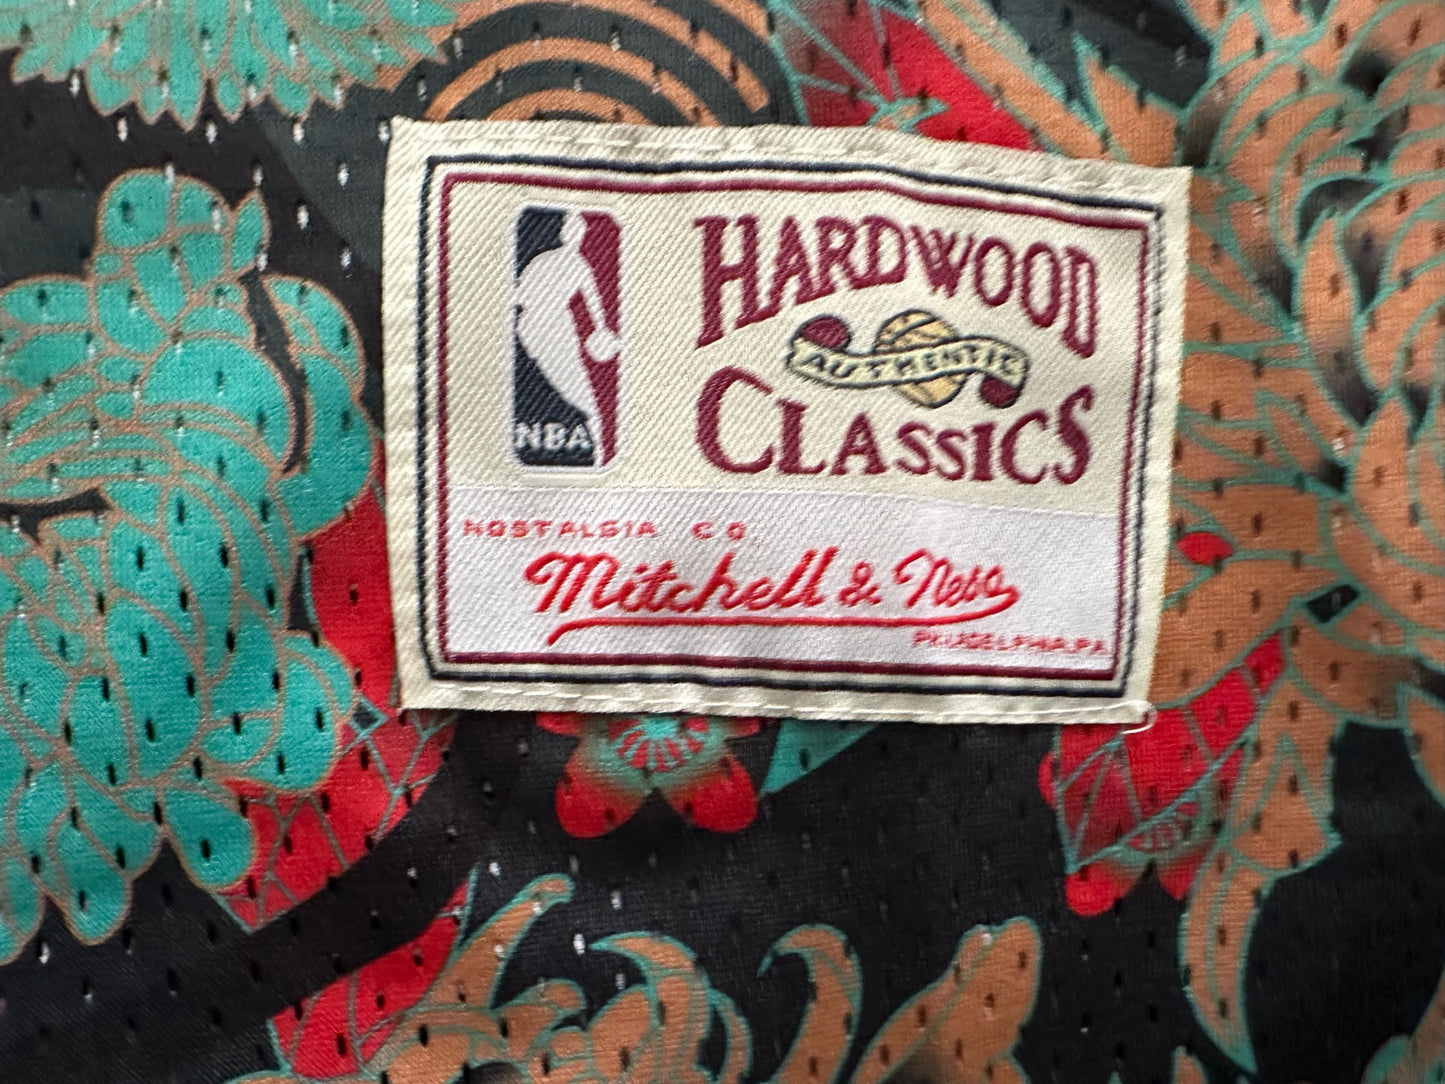 NBA
HARDWOOD
AUTHENTIC
CLASSICS
NOSTALGIA CO
Mitchell & Ness
PHILADELPHIA, PA